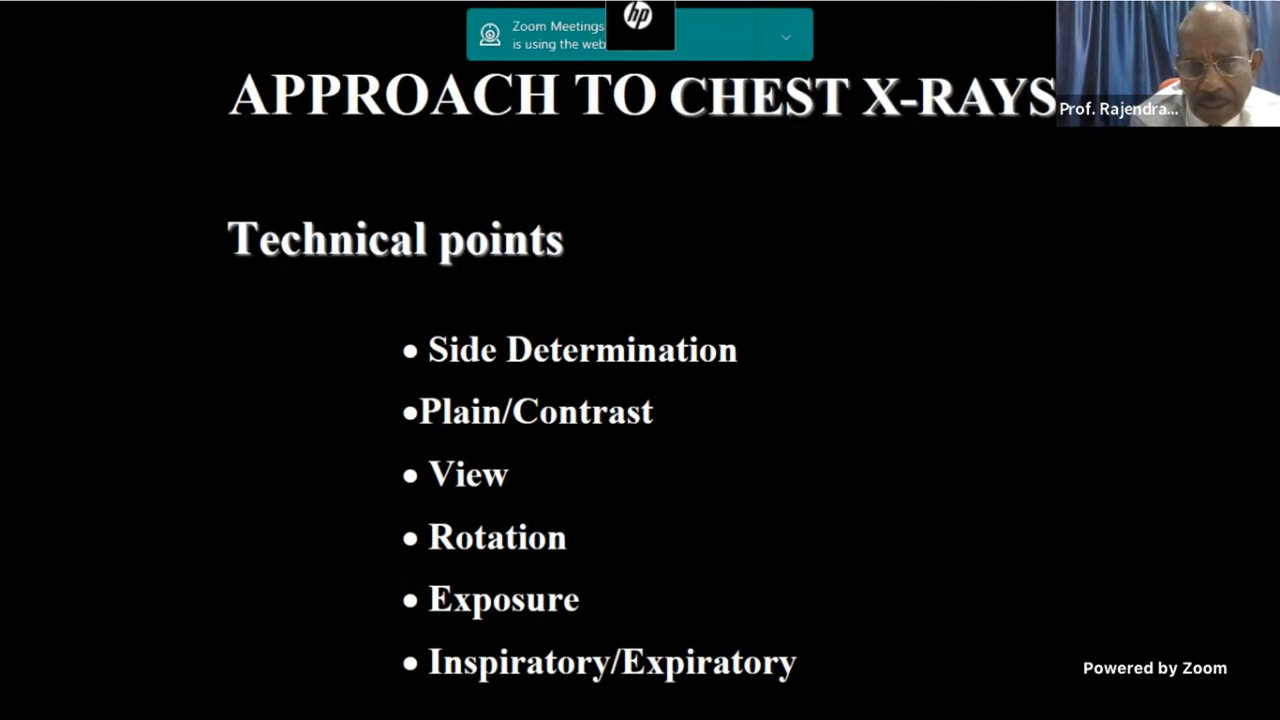 hp
Zoom Meetings
is using the web
APPROACH TO CHEST X-RAYS
Prof. Rajendra...
Technical points
• Side Determination
•Plain/Contrast
• View
• Rotation
• Exposure
• Inspiratory/Expiratory
Powered by Zoom